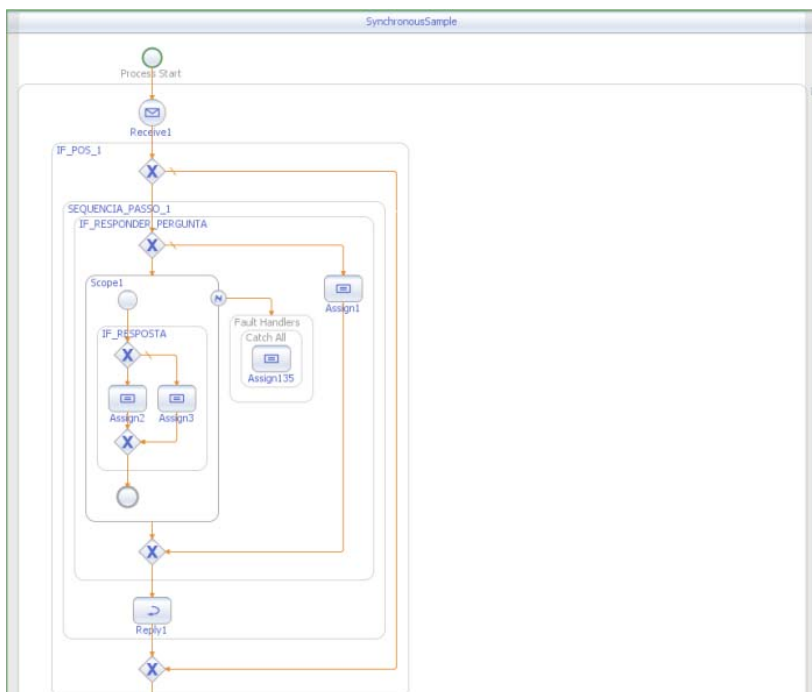 SynchronousSample
Process Start
Receive1
IF_POS_1
SEQUENCIA_PASSO_1
IF_RESPONDER_PERGUNTA
Scope1
Assign1
Fault Handlers
Catch All
IF_RESPOSTA
Assign135
Assign2
Assign3
Reply1